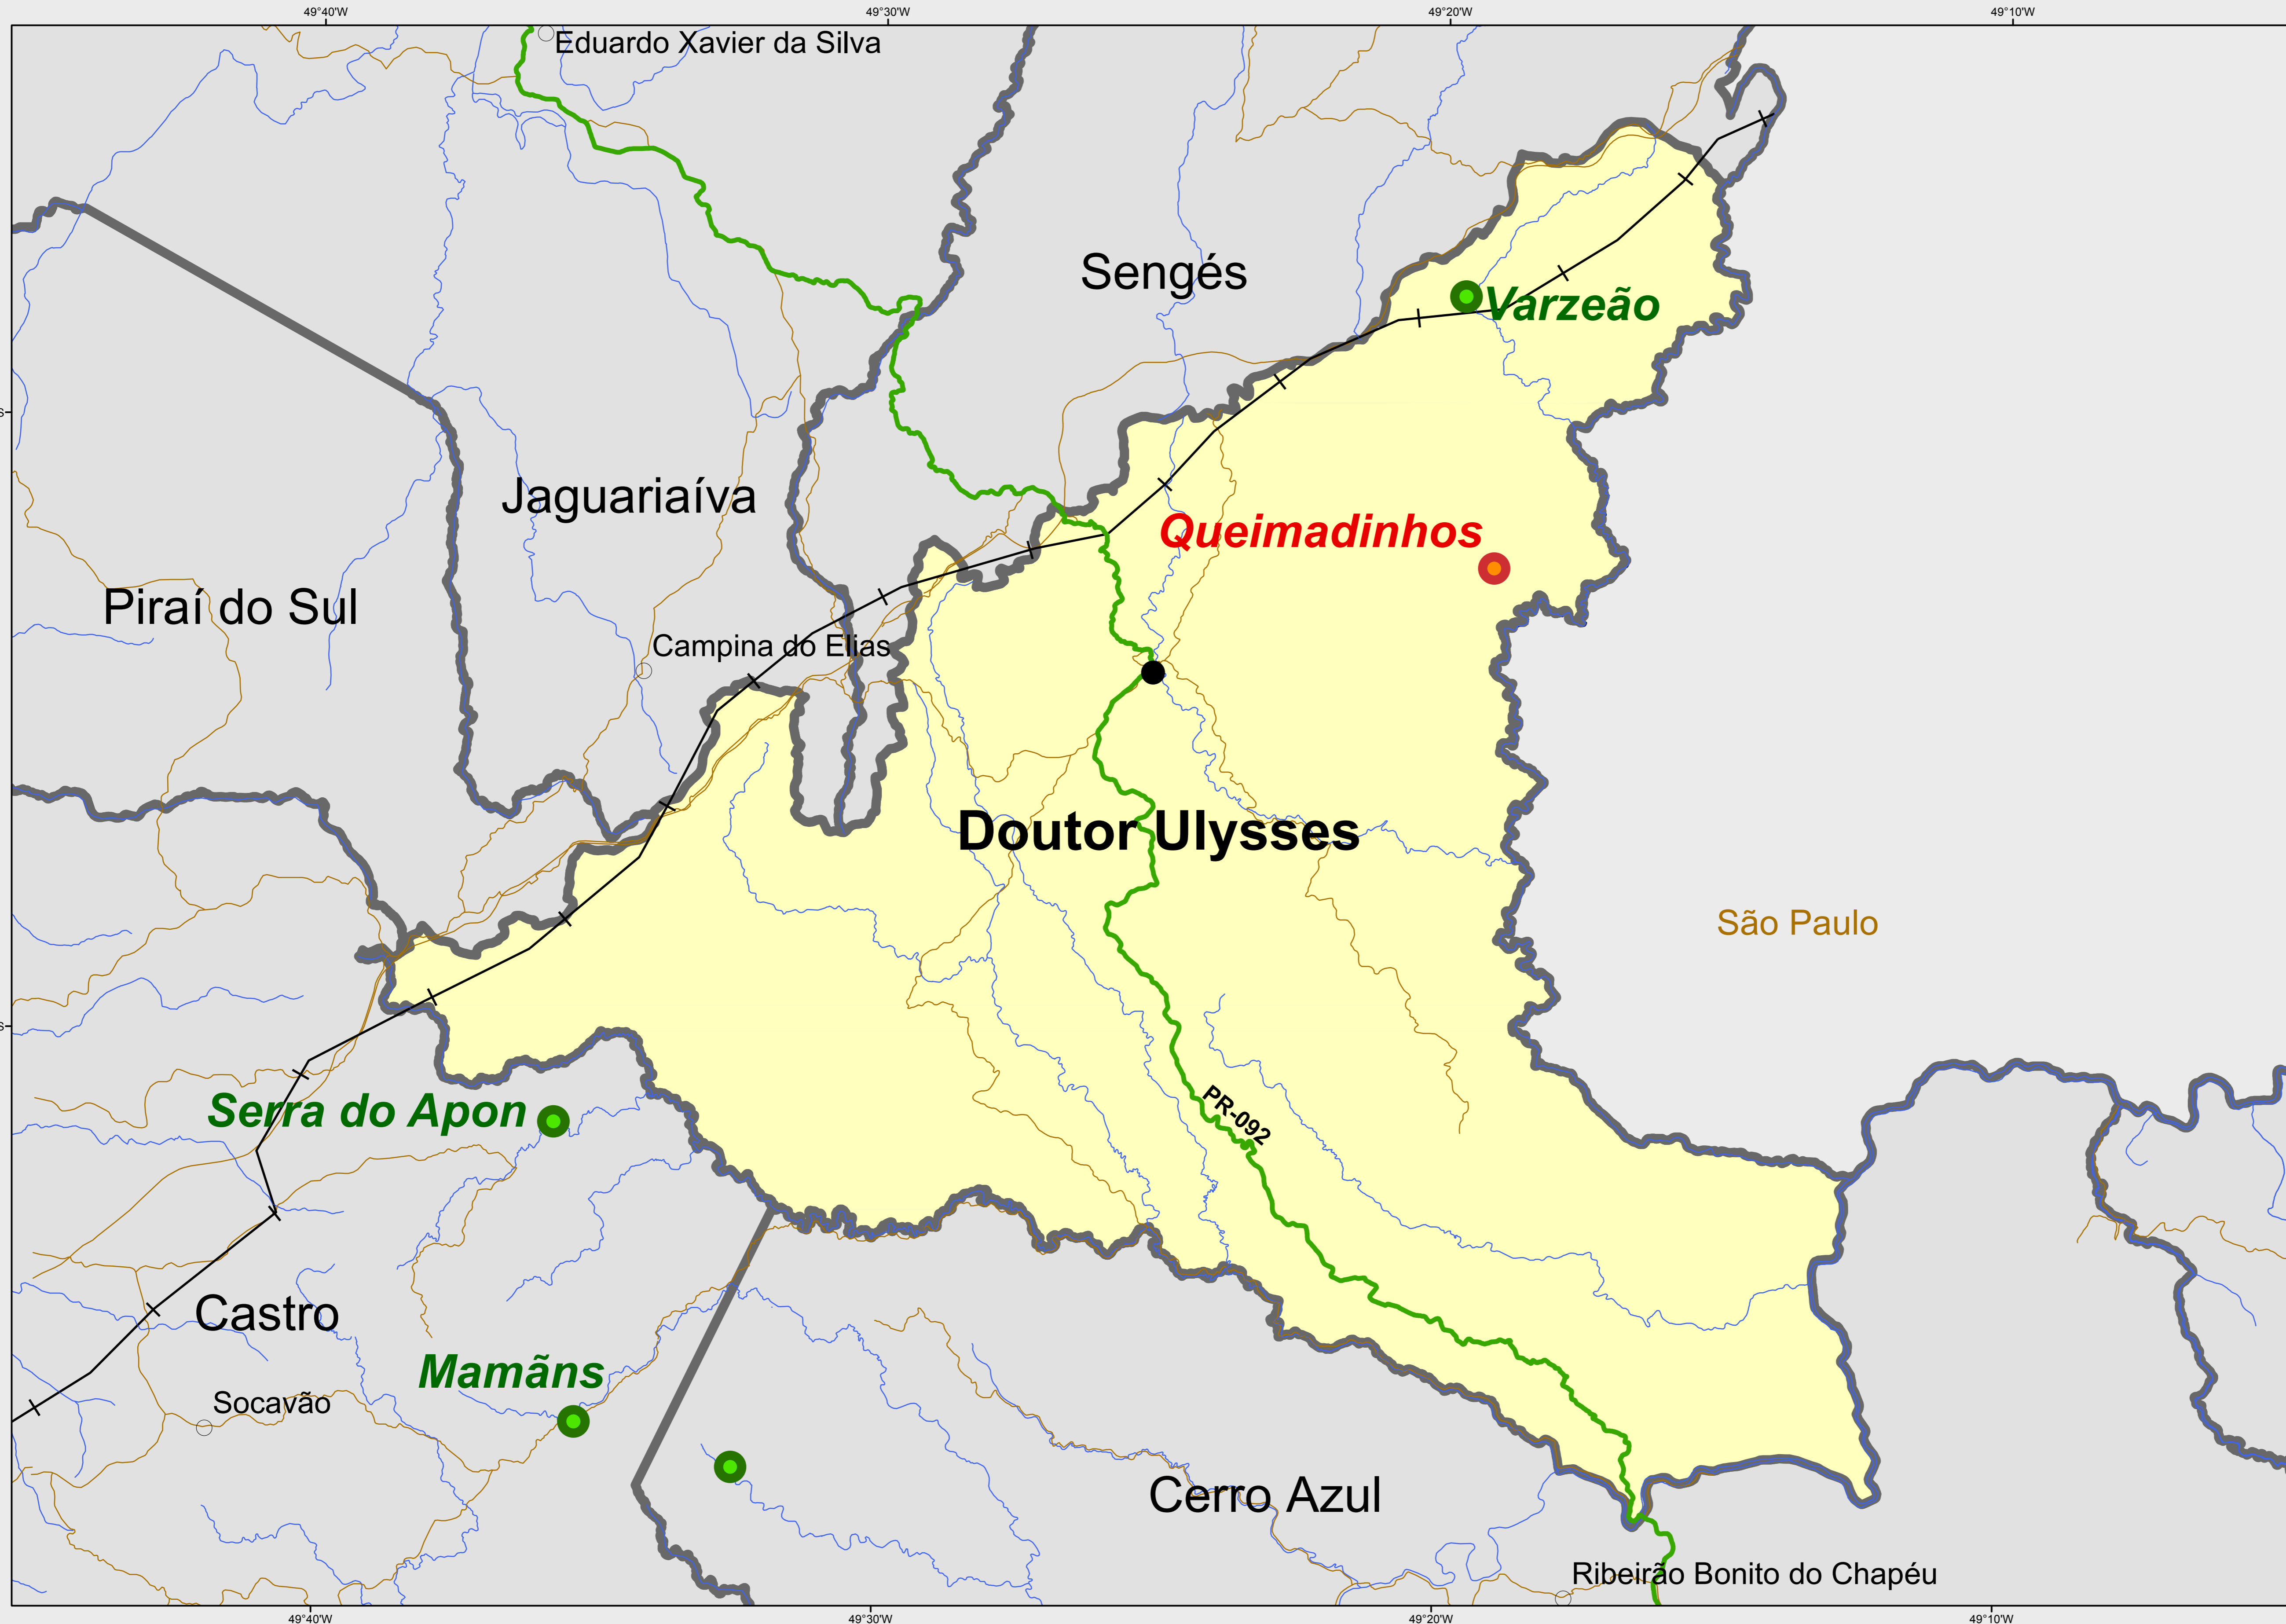 49°40'W
49°30'W
49°20'W
49°10'W
Eduardo Xavier da Silva
Sengés
Varzeão
Jaguariaíva
Queimadinhos
Piraí do Sul
Campina do Elias
Doutor Ulysses
São Paulo
Serra do Apon
PR-092
Castro
Mamãns
Socavão
Cerro Azul
Ribeirão Bonito do Chapéu
49°40'W
49°30'W
49°20'W
49°10'W